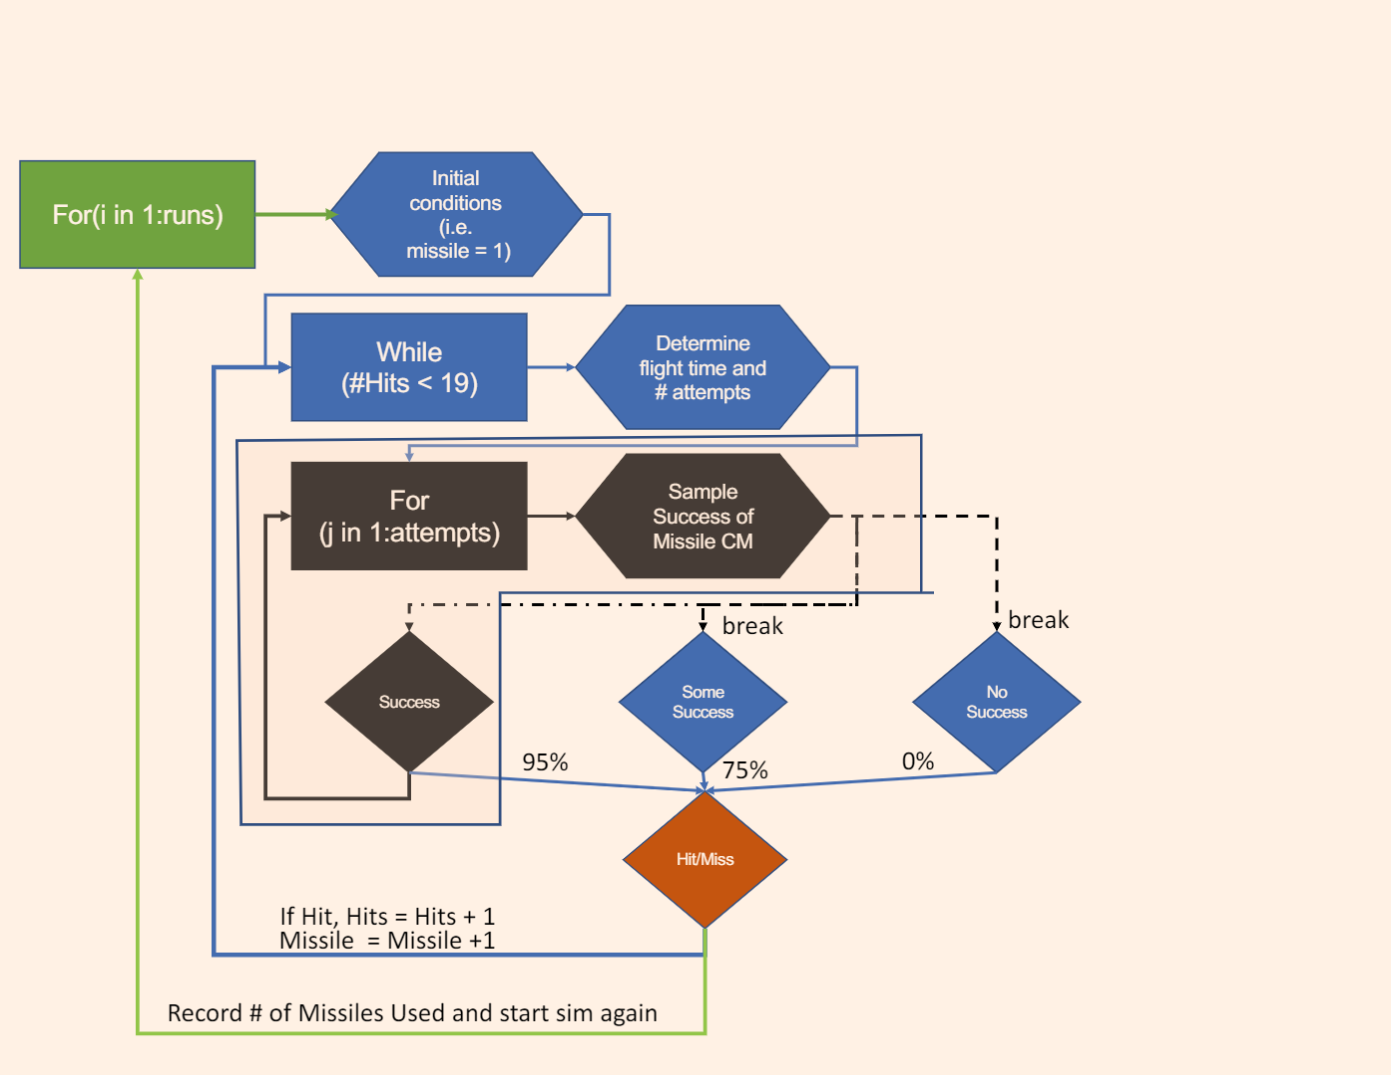 For(i in 1:runs)
Initial
conditions
(i.e.
missile = 1)
While
(#Hits < 19)
Determine
flight time and
# attempts
For
(j in 1:attempts)
Sample
Success of
Missile CM
break
break
Success
Some
Success
No
Success
95%
75%
0%
Hit/Miss
If Hit, Hits = Hits + 1
Missile  = Missile +1
Record # of Missiles Used and start sim again